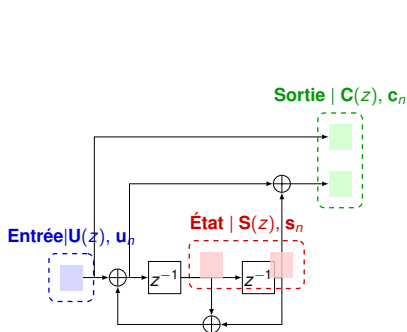 Sortie | C(z), cₙ
État | S(z), sₙ
Entrée|U(z), uₙ
z⁻¹ z⁻¹